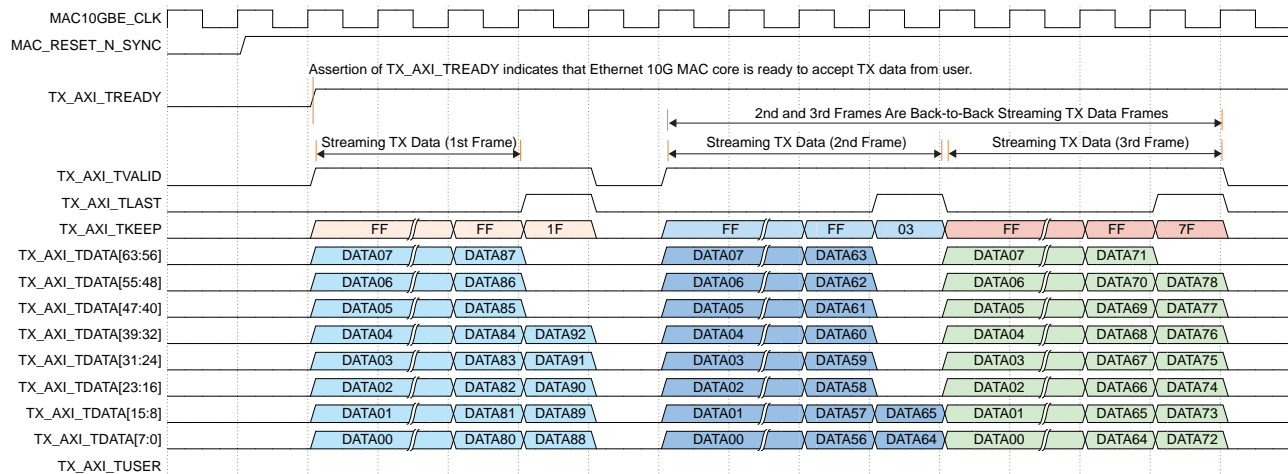 MAC10GBE_CLK
MAC_RESET_N_SYNC
Assertion of TX_AXI_TREADY indicates that Ethernet 10G MAC core is ready to accept TX data from user.
TX_AXI_TREADY
2nd and 3rd Frames Are Back-to-Back Streaming TX Data Frames
Streaming TX Data (1st Frame) Streaming TX Data (2nd Frame) Streaming TX Data (3rd Frame)
TX_AXI_TVALID
TX_AXI_TLAST
TX_AXI_TKEEP FF FF 1F FF FF 03 FF FF 7F
TX_AXI_TDATA[63:56] DATA07 DATA87 DATA07 DATA63 DATA07 DATA71
TX_AXI_TDATA[55:48] DATA06 DATA86 DATA06 DATA62 DATA06 DATA70 DATA78
TX_AXI_TDATA[47:40] DATA05 DATA85 DATA05 DATA61 DATA05 DATA69 DATA77
TX_AXI_TDATA[39:32] DATA04 DATA84 DATA92 DATA04 DATA60 DATA04 DATA68 DATA76
TX_AXI_TDATA[31:24] DATA03 DATA83 DATA91 DATA03 DATA59 DATA03 DATA67 DATA75
TX_AXI_TDATA[23:16] DATA02 DATA82 DATA90 DATA02 DATA58 DATA02 DATA66 DATA74
TX_AXI_TDATA[15:8] DATA01 DATA81 DATA89 DATA01 DATA57 DATA65 DATA01 DATA65 DATA73
TX_AXI_TDATA[7:0] DATA00 DATA80 DATA88 DATA00 DATA56 DATA64 DATA00 DATA64 DATA72
TX_AXI_TUSER